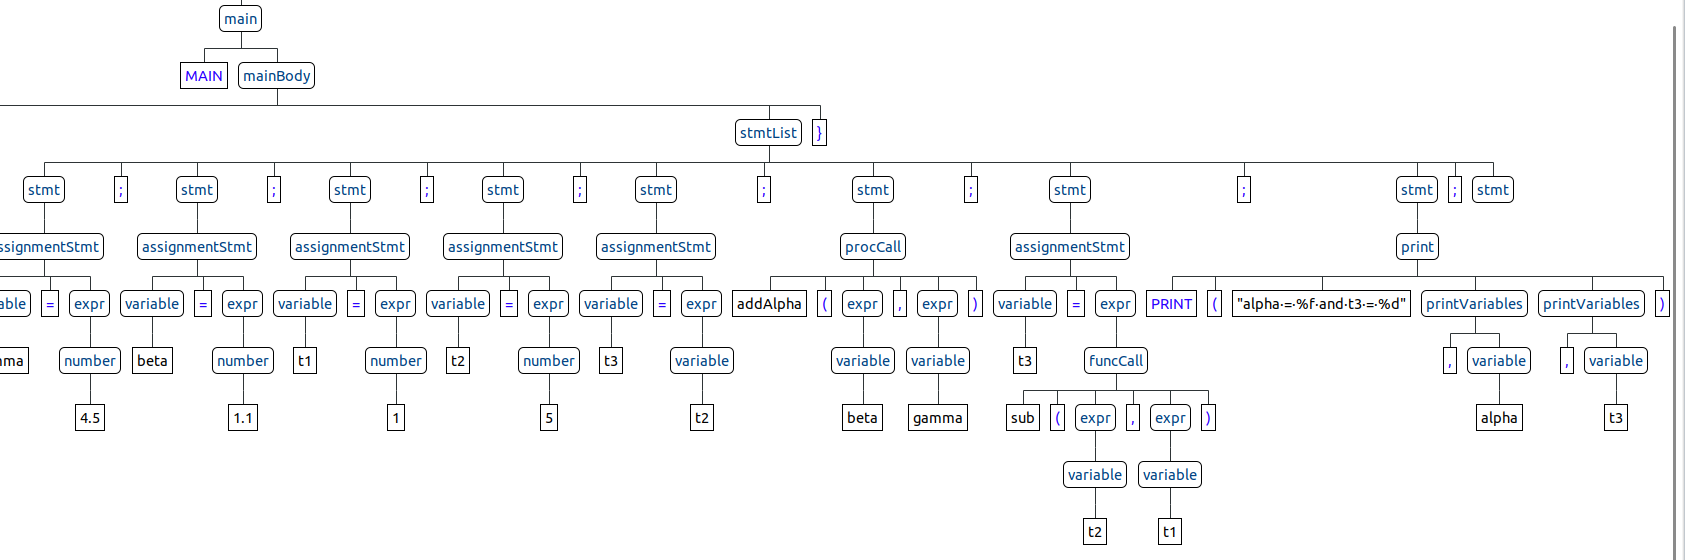 main
MAIN mainBody
stmtList }
stmt ; stmt ; stmt ; stmt ; stmt ; stmt ; stmt ; stmt ; stmt
ssignmentStmt assignmentStmt assignmentStmt assignmentStmt assignmentStmt procCall assignmentStmt print
able = expr variable = expr variable = expr variable = expr variable = expr addAlpha ( expr , expr ) variable = expr PRINT ( "alpha·=·%f·and·t3·=·%d" printVariables printVariables )
ma number beta number t1 number t2 number t3 variable variable variable t3 funcCall , variable , variable
4.5 1.1 1 5 t2 beta gamma sub ( expr , expr ) alpha t3
variable variable
t2 t1